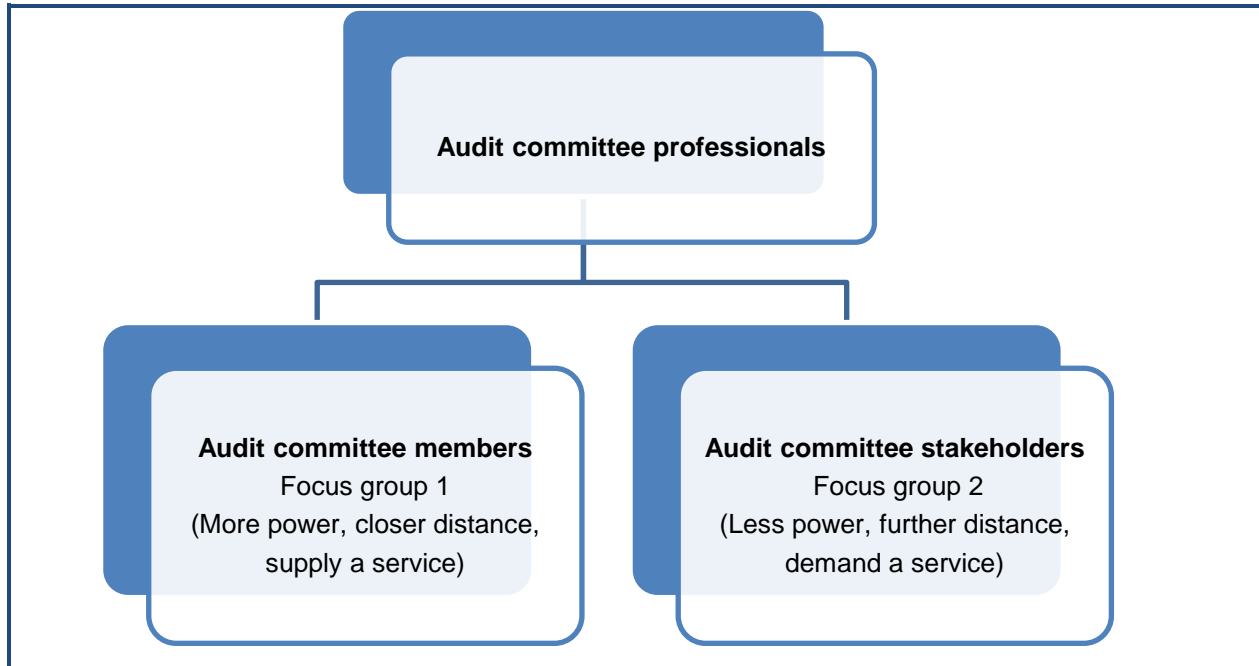 Audit committee professionals
Audit committee members
Focus group 1
(More power, closer distance,
supply a service)
Audit committee stakeholders
Focus group 2
(Less power, further distance,
demand a service)